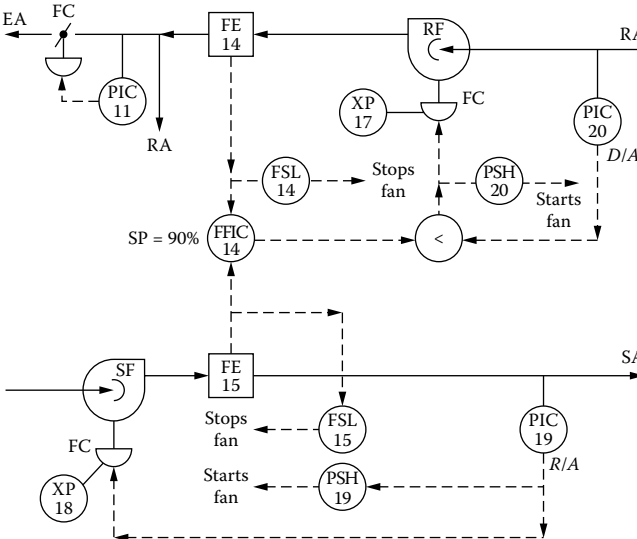 EA
FC
FE
14
RF
RA
PIC
11
XP
17
FC
PIC
20
D/A
RA
FSL
14
Stops
fan
PSH
20
Starts
fan
SP = 90%
FFIC
14
<
SF
FE
15
SA
FC
Stops
fan
FSL
15
PIC
19
R/A
XP
18
Starts
fan
PSH
19